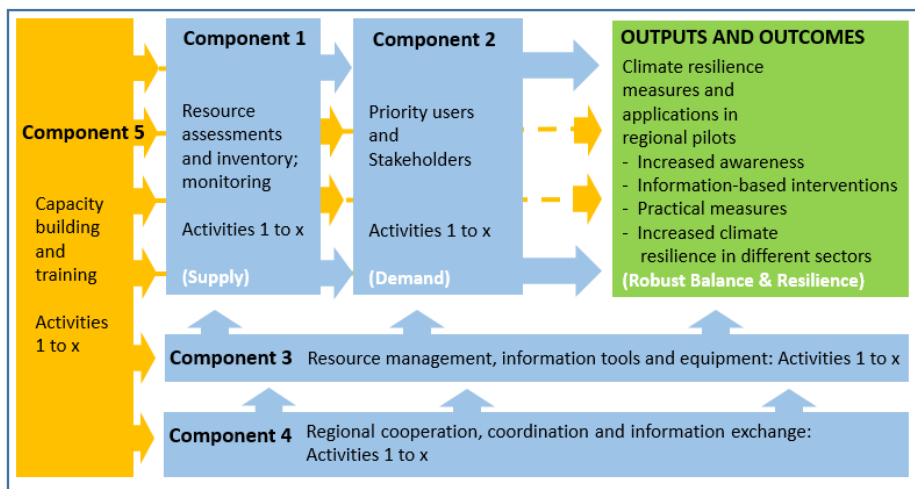 Component 5
Capacity
building
and
training
Activities
1 to x
Component 1
Resource
assessments
and inventory;
monitoring
Activities 1 to x
(Supply)
Component 2
Priority users
and
Stakeholders
Activities 1 to x
(Demand)
OUTPUTS AND OUTCOMES
Climate resilience
measures and
applications in
regional pilots
- Increased awareness
- Information-based interventions
- Practical measures
- Increased climate
resilience in different sectors
(Robust Balance & Resilience)
Component 3 Resource management, information tools and equipment: Activities 1 to x
Component 4 Regional cooperation, coordination and information exchange:
Activities 1 to x